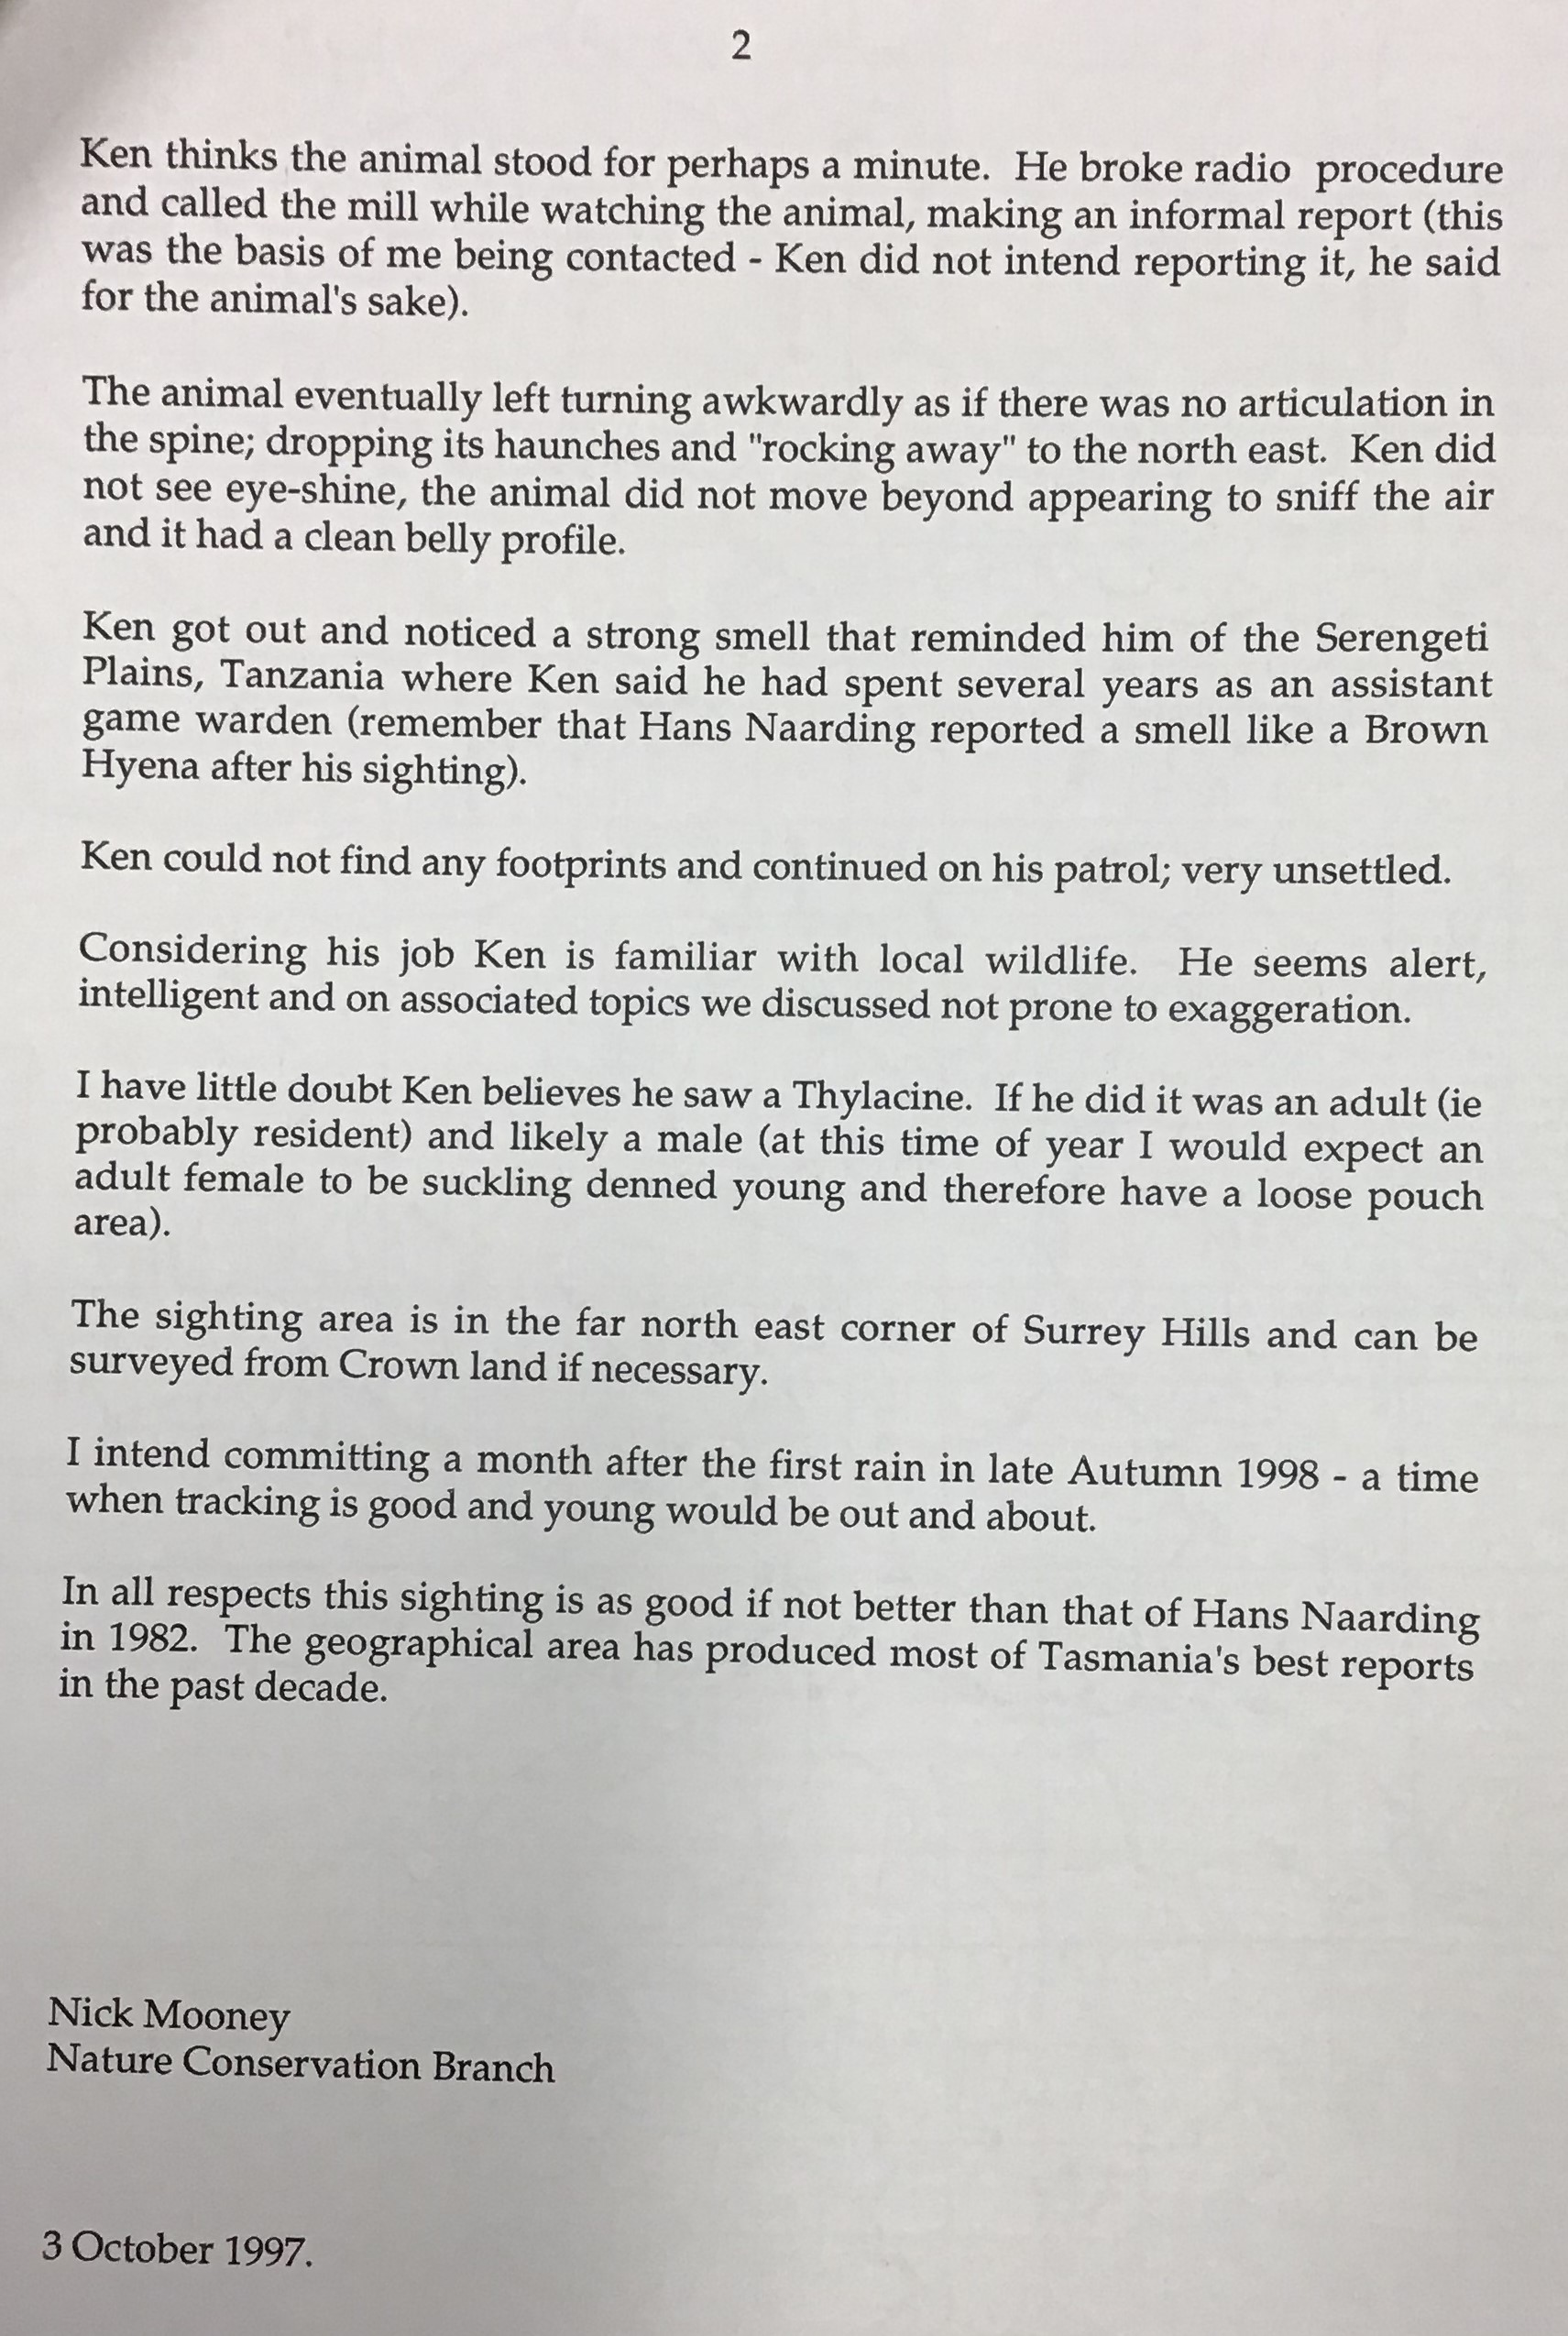 2
Ken thinks the animal stood for perhaps a minute. He broke radio procedure
and called the mill while watching the animal, making an informal report (this
was the basis of me being contacted - Ken did not intend reporting it, he said
for the animal's sake).
The animal eventually left turning awkwardly as if there was no articulation in
the spine; dropping its haunches and "rocking away" to the north east. Ken did
not see eye-shine, the animal did not move beyond appearing to sniff the air
and it had a clean belly profile.
Ken got out and noticed a strong smell that reminded him of the Serengeti
Plains, Tanzania where Ken said he had spent several years as an assistant
game warden (remember that Hans Naarding reported a smell like a Brown
Hyena after his sighting).
Ken could not find any footprints and continued on his patrol; very unsettled.
Considering his job Ken is familiar with local wildlife. He seems alert,
intelligent and on associated topics we discussed not prone to exaggeration.
I have little doubt Ken believes he saw a Thylacine. If he did it was an adult (ie
probably resident) and likely a male (at this time of year I would expect an
adult female to be suckling denned young and therefore have a loose pouch
area).
The sighting area is in the far north east corner of Surrey Hills and can be
surveyed from Crown land if necessary.
I intend committing a month after the first rain in late Autumn 1998 - a time
when tracking is good and young would be out and about.
In all respects this sighting is as good if not better than that of Hans Naarding
in 1982. The geographical area has produced most of Tasmania's best reports
in the past decade.
Nick Mooney
Nature Conservation Branch
3 October 1997.